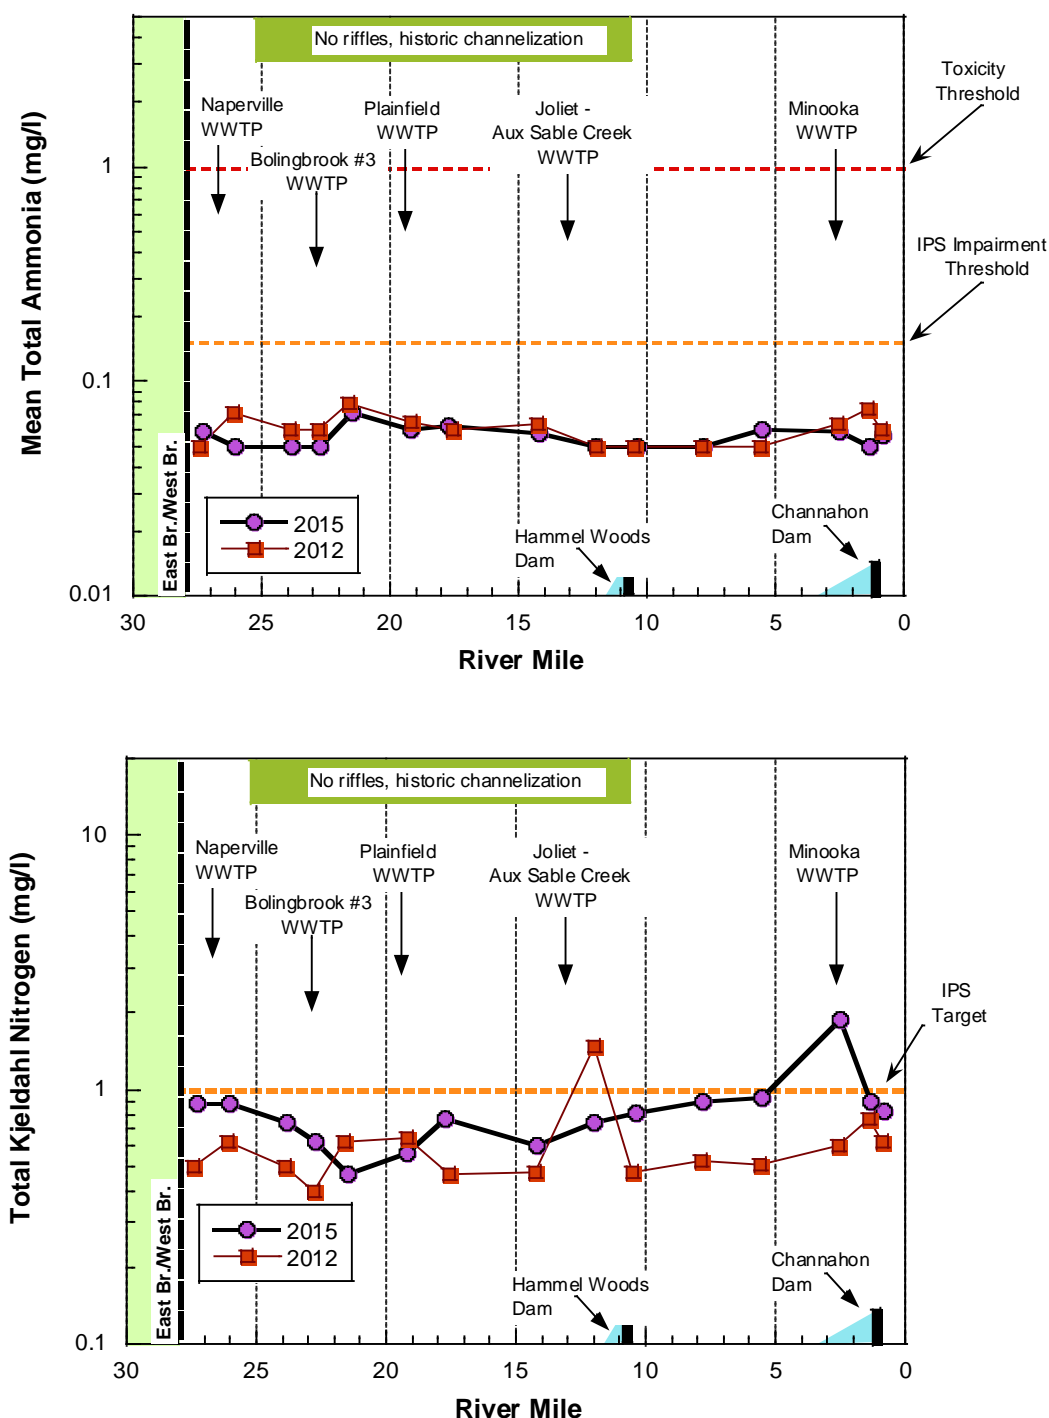 No riffles, historic channelization
Toxicity
Threshold
Naperville
WWTP
Plainfield
WWTP
Joliet -
Aux Sable Creek
WWTP
Minooka
WWTP
Bolingbrook #3
WWTP
IPS Impairment
Threshold
Mean Total Ammonia (mg/l)
1
0.1
0.01
East Br./West Br.
2015
2012
Hammel Woods
Dam
Channahon
Dam
30
25
20
15
10
5
0
River Mile
No riffles, historic channelization
Naperville
WWTP
Plainfield
WWTP
Joliet -
Aux Sable Creek
WWTP
Minooka
WWTP
Bolingbrook #3
WWTP
IPS
Target
Total Kjeldahl Nitrogen (mg/l)
10
1
0.1
East Br./West Br.
2015
2012
Hammel Woods
Dam
Channahon
Dam
30
25
20
15
10
5
0
River Mile